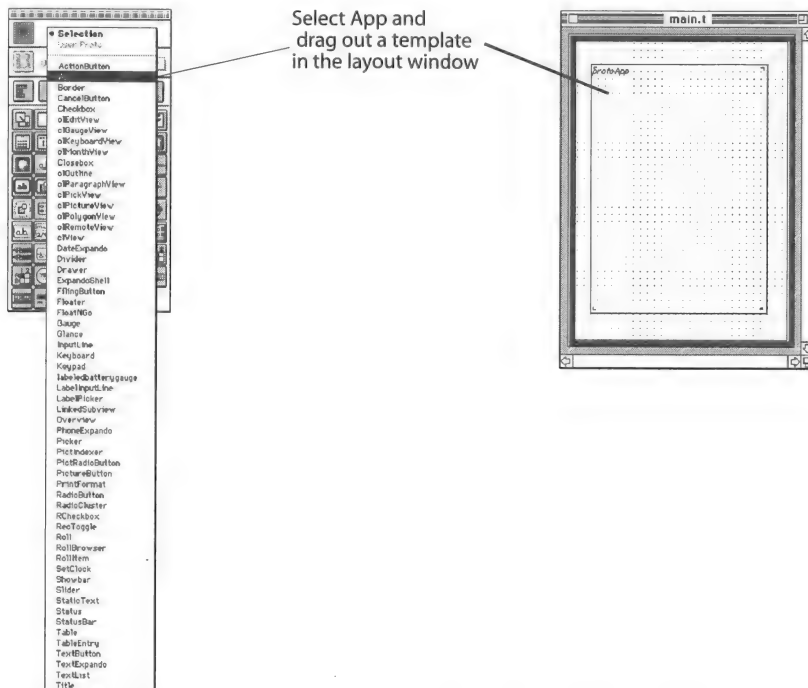 Selection
ActionButton
Border
CancelButton
Checkbox
clEditView
clGaugeView
clKeyboardView
clMonthView
Closebox
clOutline
clParagraphView
clPickView
clPictureView
clPolygonView
clRemoteView
clView
DateExpando
Divider
Drawer
ExpandoShell
FilingButton
Floater
FloatNGo
Gauge
Glance
InputLine
Keyboard
Keypad
labeledbatterygauge
LabelInputLine
LabelPicker
LinkedSubview
Overview
PhoneExpando
Picker
PictIndexer
PictRadioButton
PictureButton
PrintFormat
RadioButton
RadioCluster
RCheckbox
RecToggle
Roll
RollBrowser
RollItem
SetClock
Showbar
Slider
StaticText
Status
StatusBar
Table
TableEntry
TextButton
TextExpando
TextList
Title
Select App and
drag out a template
in the layout window
main.t
protoApp